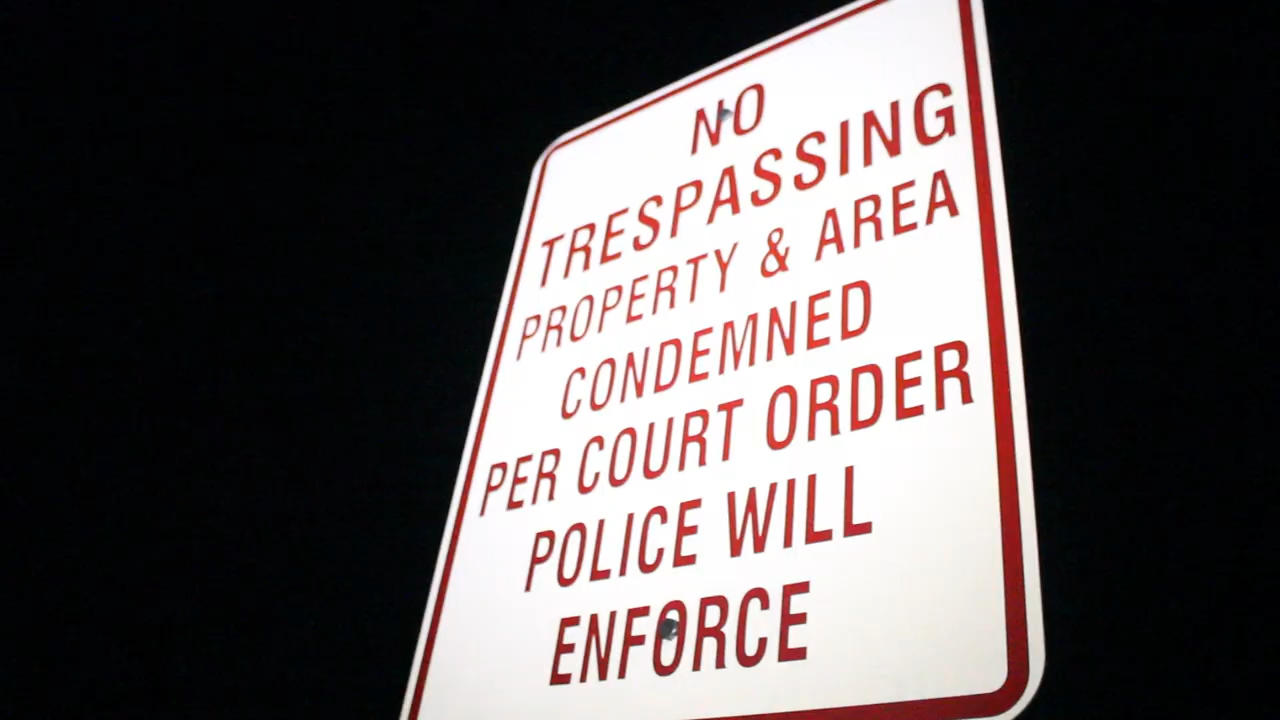 NO
TRESPASSING
PROPERTY & AREA
CONDEMNED
PER COURT ORDER
POLICE WILL
ENFORCE